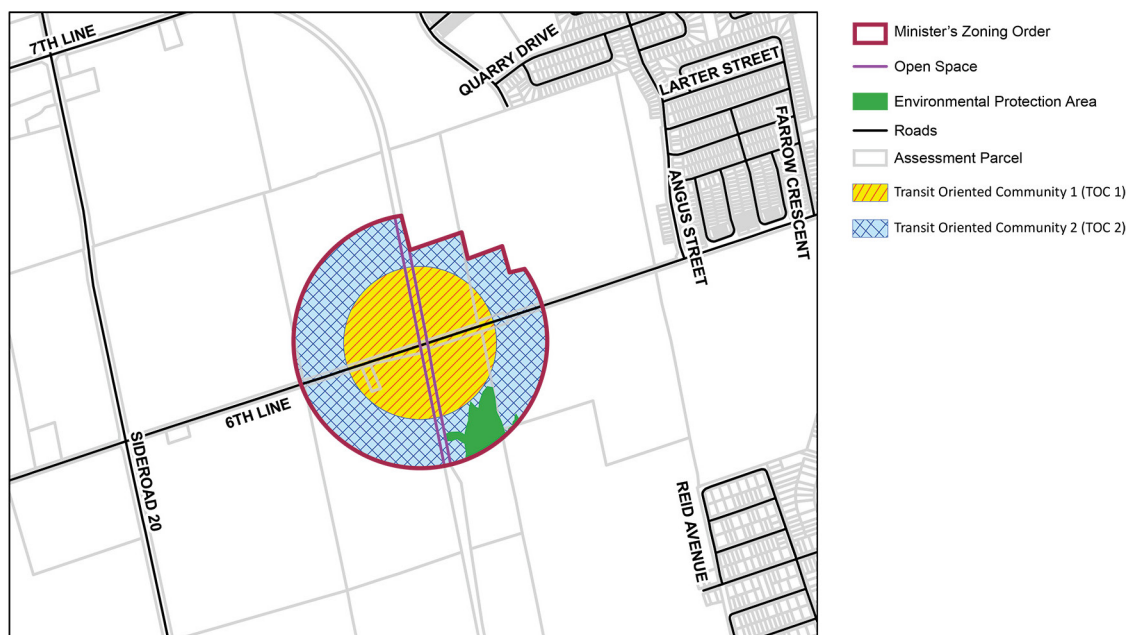 7TH LINE
QUARRY DRIVE
LARTER STREET
FARROW CRESCENT
ANGUS STREET
6TH LINE
SIDEROAD 20
REID AVENUE
Minister's Zoning Order
Open Space
Environmental Protection Area
Roads
Assessment Parcel
Transit Oriented Community 1 (TOC 1)
Transit Oriented Community 2 (TOC 2)